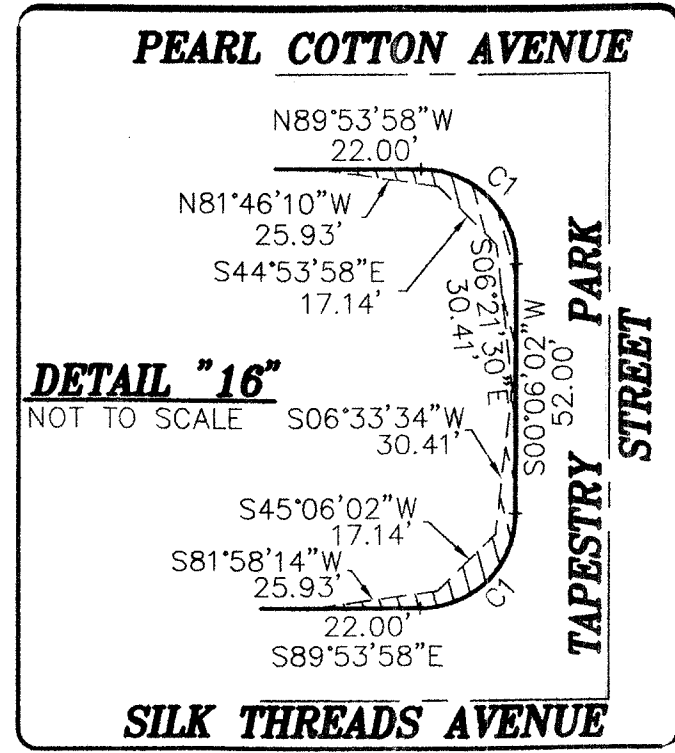 PEARL COTTON AVENUE
N89°53'58"W
22.00'
C1
N81°46'10"W
25.93'
S44°53'58"E
17.14'
S06°21'30"E
30.41'
S00°06'02"W
52.00'
TAPESTRY PARK
STREET
DETAIL "16"
NOT TO SCALE
S06°33'34"W
30.41'
S45°06'02"W
17.14'
S81°58'14"W
25.93'
C1
22.00'
S89°53'58"E
SILK THREADS AVENUE